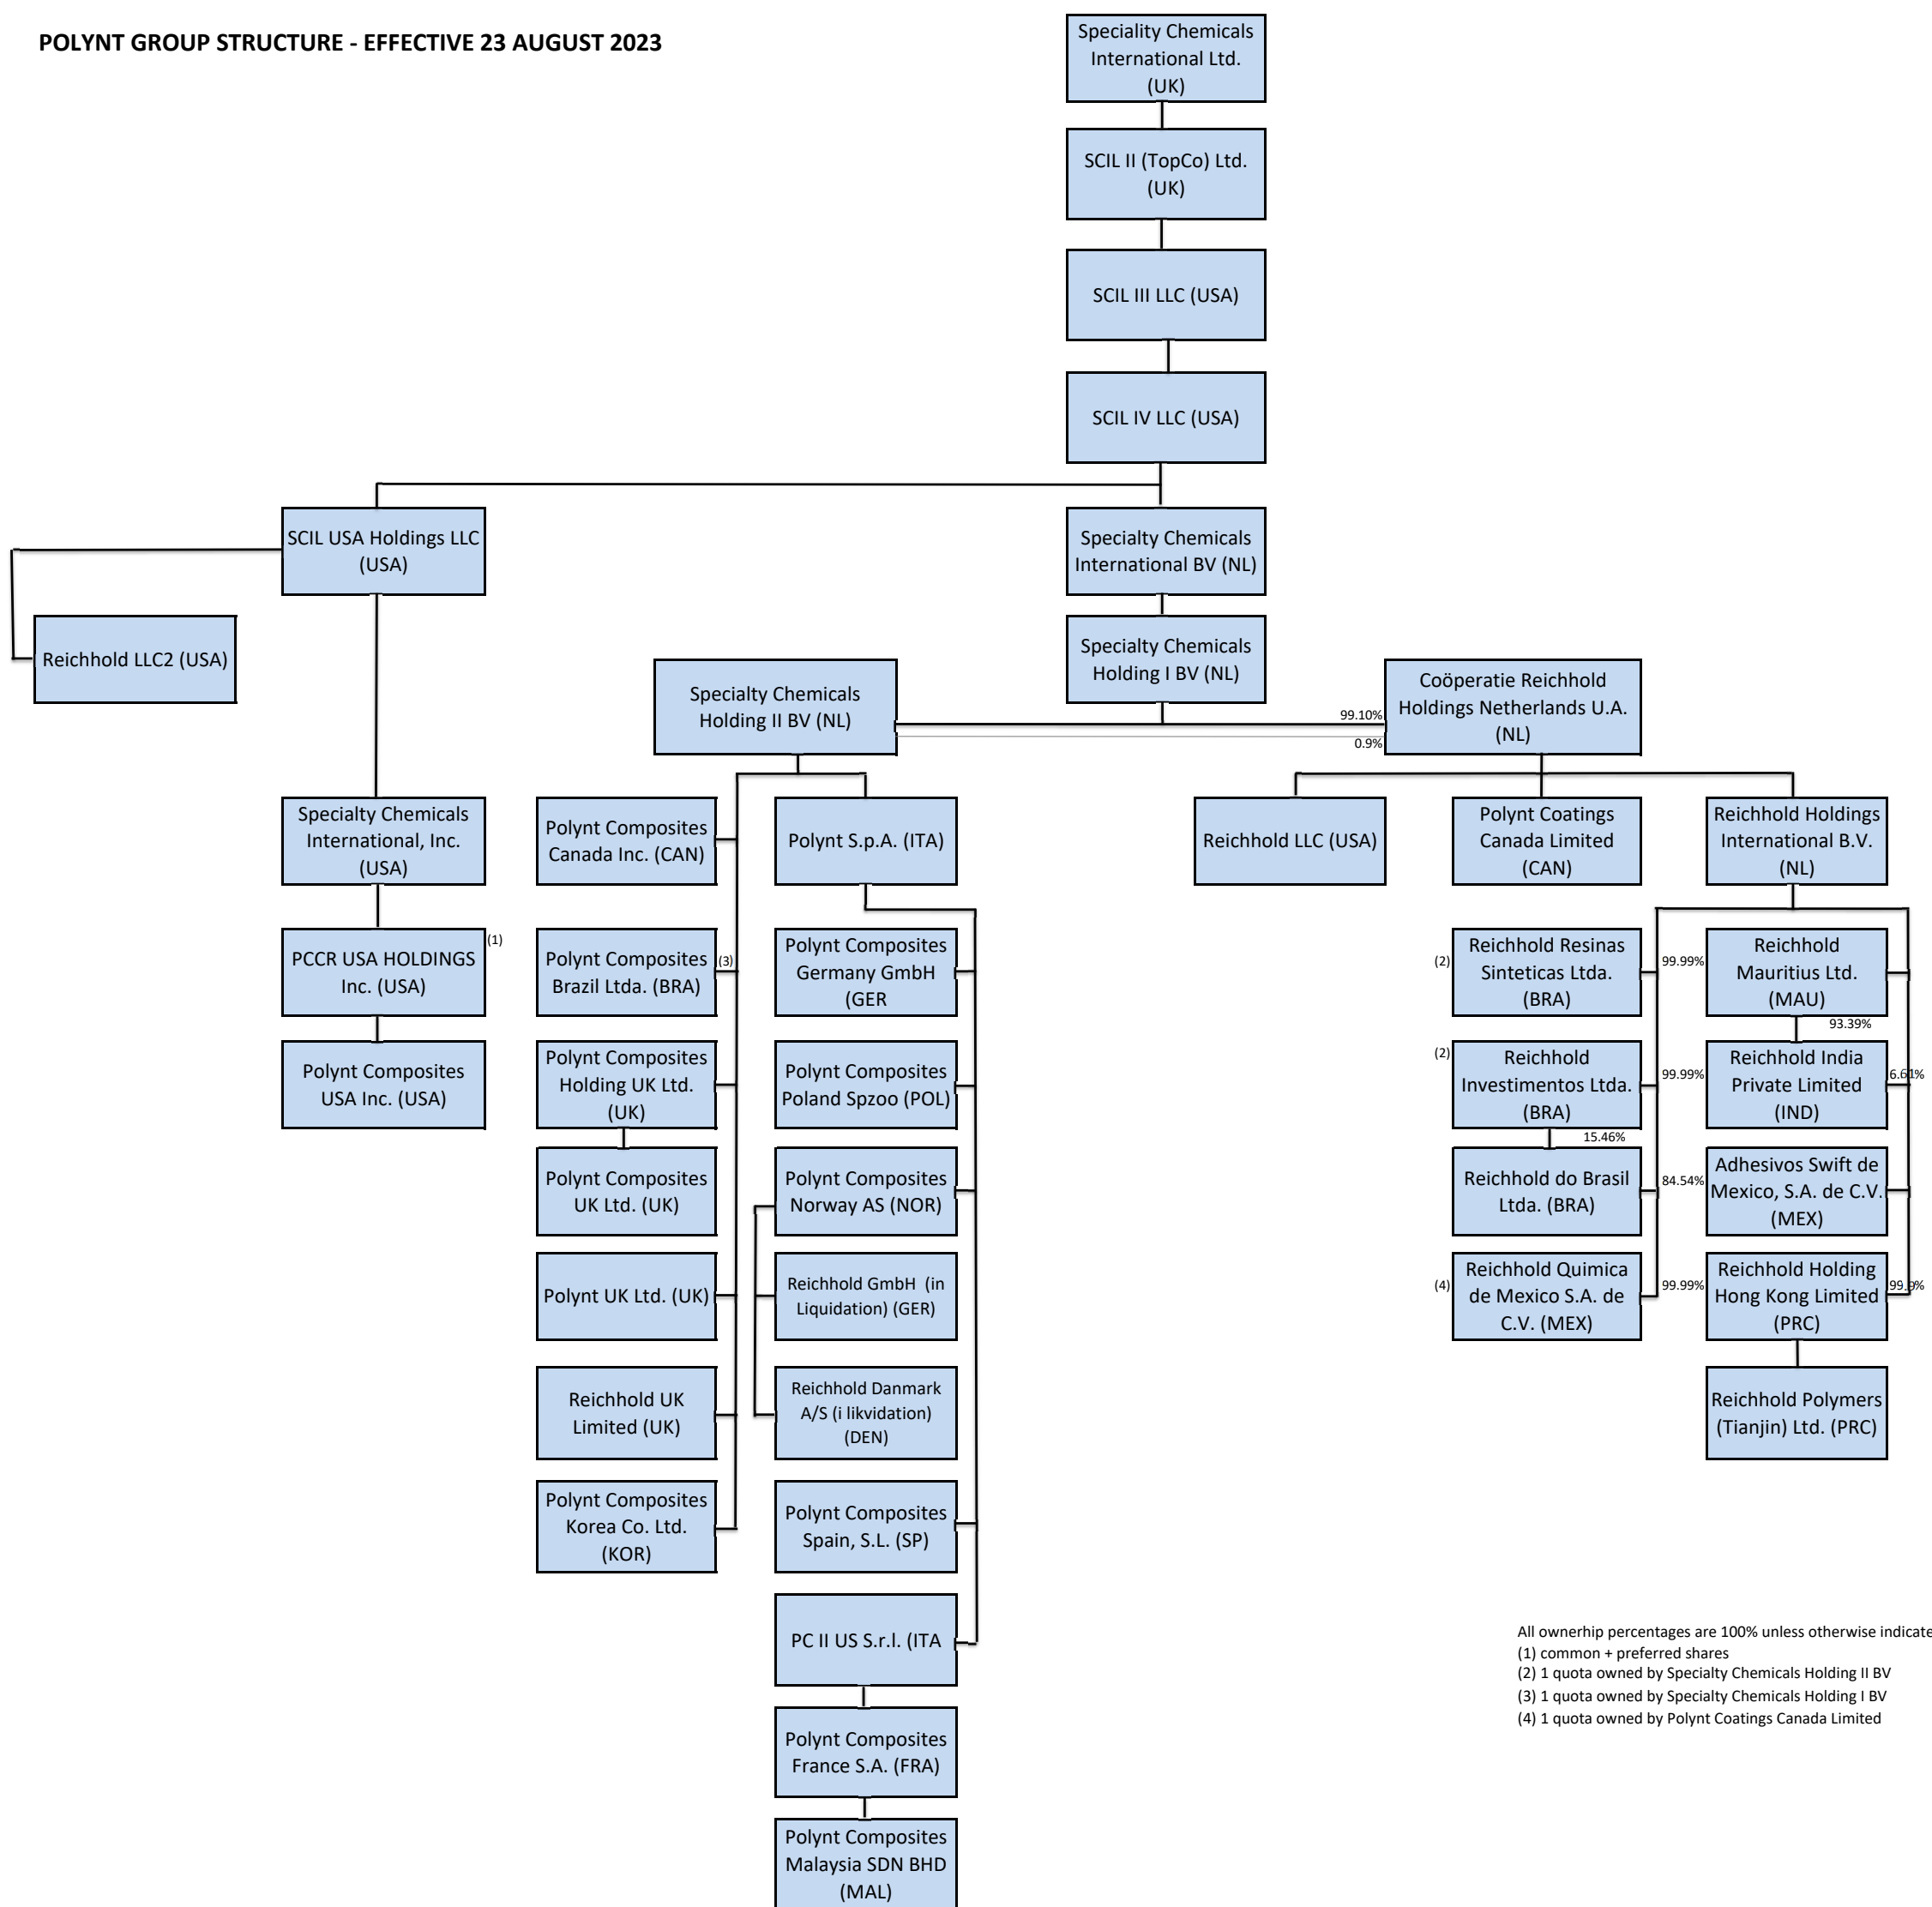 POLYNT GROUP STRUCTURE - EFFECTIVE 23 AUGUST 2023
Speciality Chemicals
International Ltd.
(UK)
SCIL II (TopCo) Ltd.
(UK)
SCIL III LLC (USA)
SCIL IV LLC (USA)
SCIL USA Holdings LLC
(USA)
Specialty Chemicals
International BV (NL)
Reichhold LLC2 (USA)
Specialty Chemicals
Holding I BV (NL)
Specialty Chemicals
Holding II BV (NL)
99.10%
0.9%
Coöperatie Reichhold
Holdings Netherlands U.A.
(NL)
Specialty Chemicals
International, Inc.
(USA)
Polynt Composites
Canada Inc. (CAN)
Polynt S.p.A. (ITA)
Reichhold LLC (USA)
Polynt Coatings
Canada Limited
(CAN)
Reichhold Holdings
International B.V.
(NL)
PCCR USA HOLDINGS
Inc. (USA)
(1)
Polynt Composites
Brazil Ltda. (BRA)
(3)
Polynt Composites
Germany GmbH
(GER
(2)
Reichhold Resinas
Sinteticas Ltda.
(BRA)
99.99%
Reichhold
Mauritius Ltd.
(MAU)
93.39%
Polynt Composites
USA Inc. (USA)
Polynt Composites
Holding UK Ltd.
(UK)
Polynt Composites
Poland Spzoo (POL)
(2)
Reichhold
Investimentos Ltda.
(BRA)
99.99%
15.46%
Reichhold India
Private Limited
(IND)
6.61%
Polynt Composites
UK Ltd. (UK)
Polynt Composites
Norway AS (NOR)
Reichhold do Brasil
Ltda. (BRA)
84.54%
Adhesivos Swift de
Mexico, S.A. de C.V.
(MEX)
Polynt UK Ltd. (UK)
Reichhold GmbH (in
Liquidation) (GER)
(4)
Reichhold Quimica
de Mexico S.A. de
C.V. (MEX)
99.99%
Reichhold Holding
Hong Kong Limited
(PRC)
99.9%
Reichhold UK
Limited (UK)
Reichhold Danmark
A/S (i likvidation)
(DEN)
Reichhold Polymers
(Tianjin) Ltd. (PRC)
Polynt Composites
Korea Co. Ltd.
(KOR)
Polynt Composites
Spain, S.L. (SP)
PC II US S.r.l. (ITA
Polynt Composites
France S.A. (FRA)
Polynt Composites
Malaysia SDN BHD
(MAL)
All ownerhip percentages are 100% unless otherwise indicate
(1) common + preferred shares
(2) 1 quota owned by Specialty Chemicals Holding II BV
(3) 1 quota owned by Specialty Chemicals Holding I BV
(4) 1 quota owned by Polynt Coatings Canada Limited